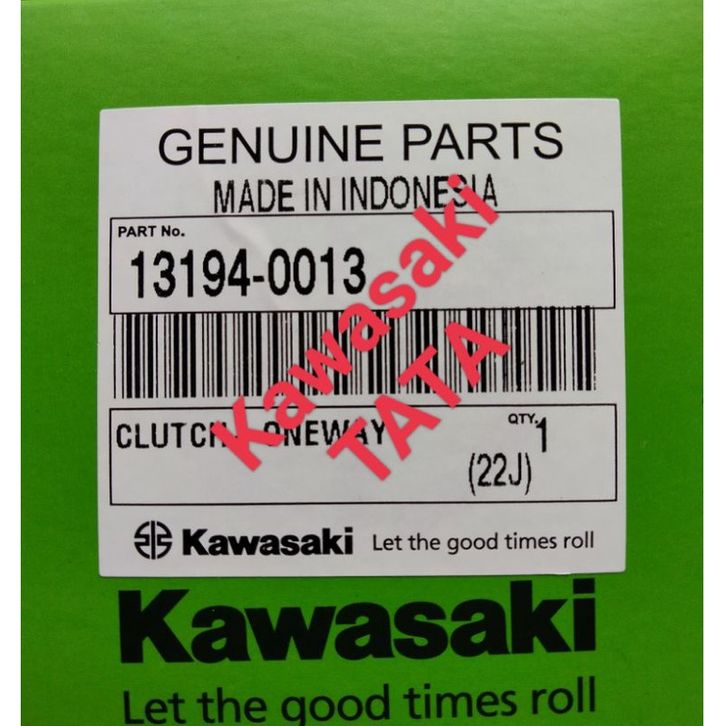 GENUINE PARTS
MADE IN INDONESIA
PART No.
13194-0013
CLUTCH ONEWAY
QTY.
1
(22J)
Kawasaki
TATA
Kawasaki Let the good times roll
Kawasaki
Let the good times roll